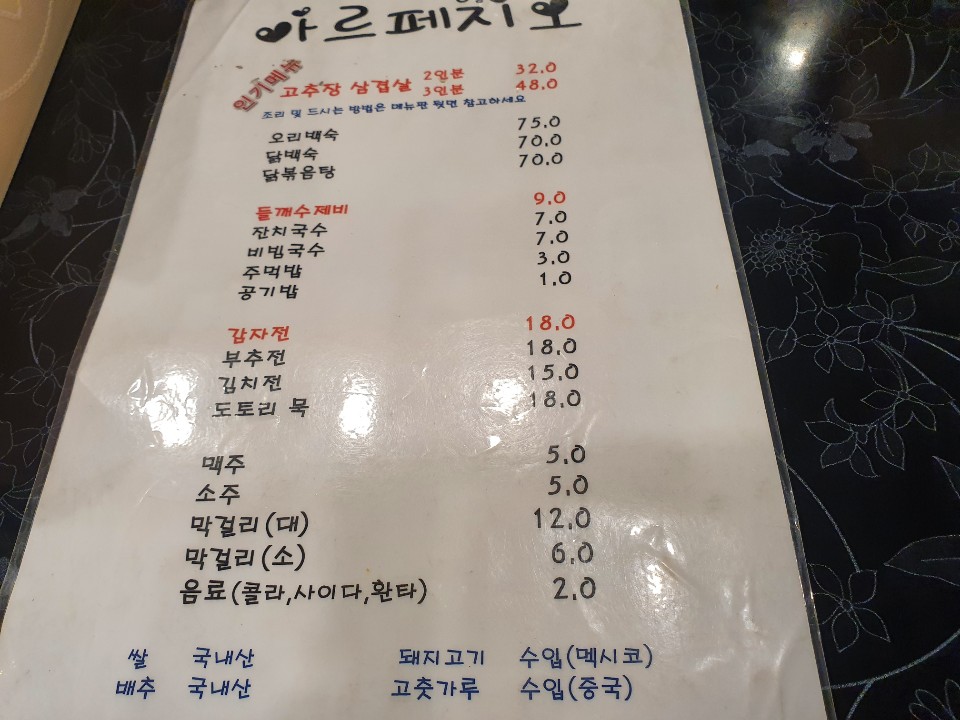 아르페지오
인기메뉴
고추장 삼겹살 2인분 32.0
3인분 48.0
조리 및 드시는 방법은 메뉴판 뒷면 참고하세요
오리백숙 75.0
닭백숙 70.0
닭볶음탕 70.0
들깨수제비 9.0
잔치국수 7.0
비빔국수 7.0
주먹밥 3.0
공기밥 1.0
감자전 18.0
부추전 18.0
김치전 15.0
도토리 묵 18.0
맥주 5.0
소주 5.0
막걸리(대) 12.0
막걸리(소) 6.0
음료(콜라,사이다,환타) 2.0
쌀 국내산 돼지고기 수입(멕시코)
배추 국내산 고춧가루 수입(중국)